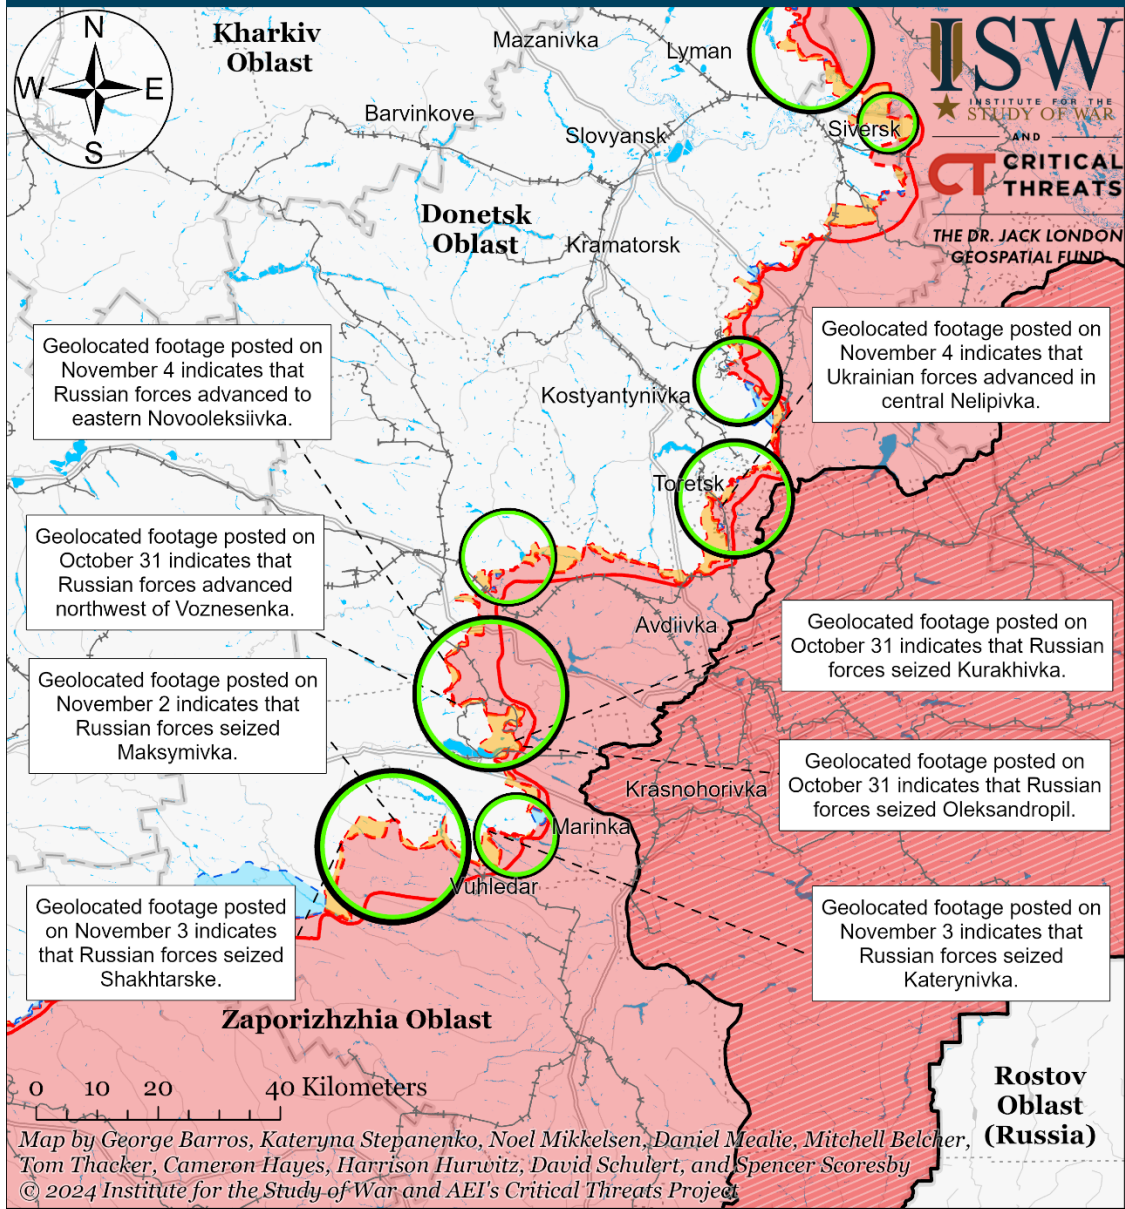 N
W
E
S
Kharkiv
Oblast
Mazanivka
Lyman
ISW
INSTITUTE FOR THE
STUDY OF WAR
AND
CT CRITICAL
THREATS
THE DR. JACK LONDON
GEOSPATIAL FUND
Barvinkove
Slovyansk
Siversk
Donetsk
Oblast
Kramatorsk
Geolocated footage posted on
November 4 indicates that
Russian forces advanced to
eastern Novooleksiivka.
Geolocated footage posted on
November 4 indicates that
Ukrainian forces advanced in
central Nelipivka.
Kostyantynivka
Toretsk
Geolocated footage posted on
October 31 indicates that
Russian forces advanced
northwest of Voznesenka.
Avdiivka
Geolocated footage posted on
October 31 indicates that Russian
forces seized Kurakhivka.
Geolocated footage posted on
November 2 indicates that
Russian forces seized
Maksymivka.
Geolocated footage posted on
October 31 indicates that Russian
forces seized Oleksandropil.
Krasnohorivka
Marinka
Vuhledar
Geolocated footage posted
on November 3 indicates
that Russian forces seized
Shakhtarske.
Geolocated footage posted on
November 3 indicates that
Russian forces seized
Katerynivka.
Zaporizhzhia Oblast
Rostov
Oblast
(Russia)
0 10 20 40 Kilometers
Map by George Barros, Kateryna Stepanenko, Noel Mikkelsen, Daniel Mealie, Mitchell Belcher,
Tom Thacker, Cameron Hayes, Harrison Hurwitz, David Schulert, and Spencer Scoresby
© 2024 Institute for the Study of War and AEI's Critical Threats Project